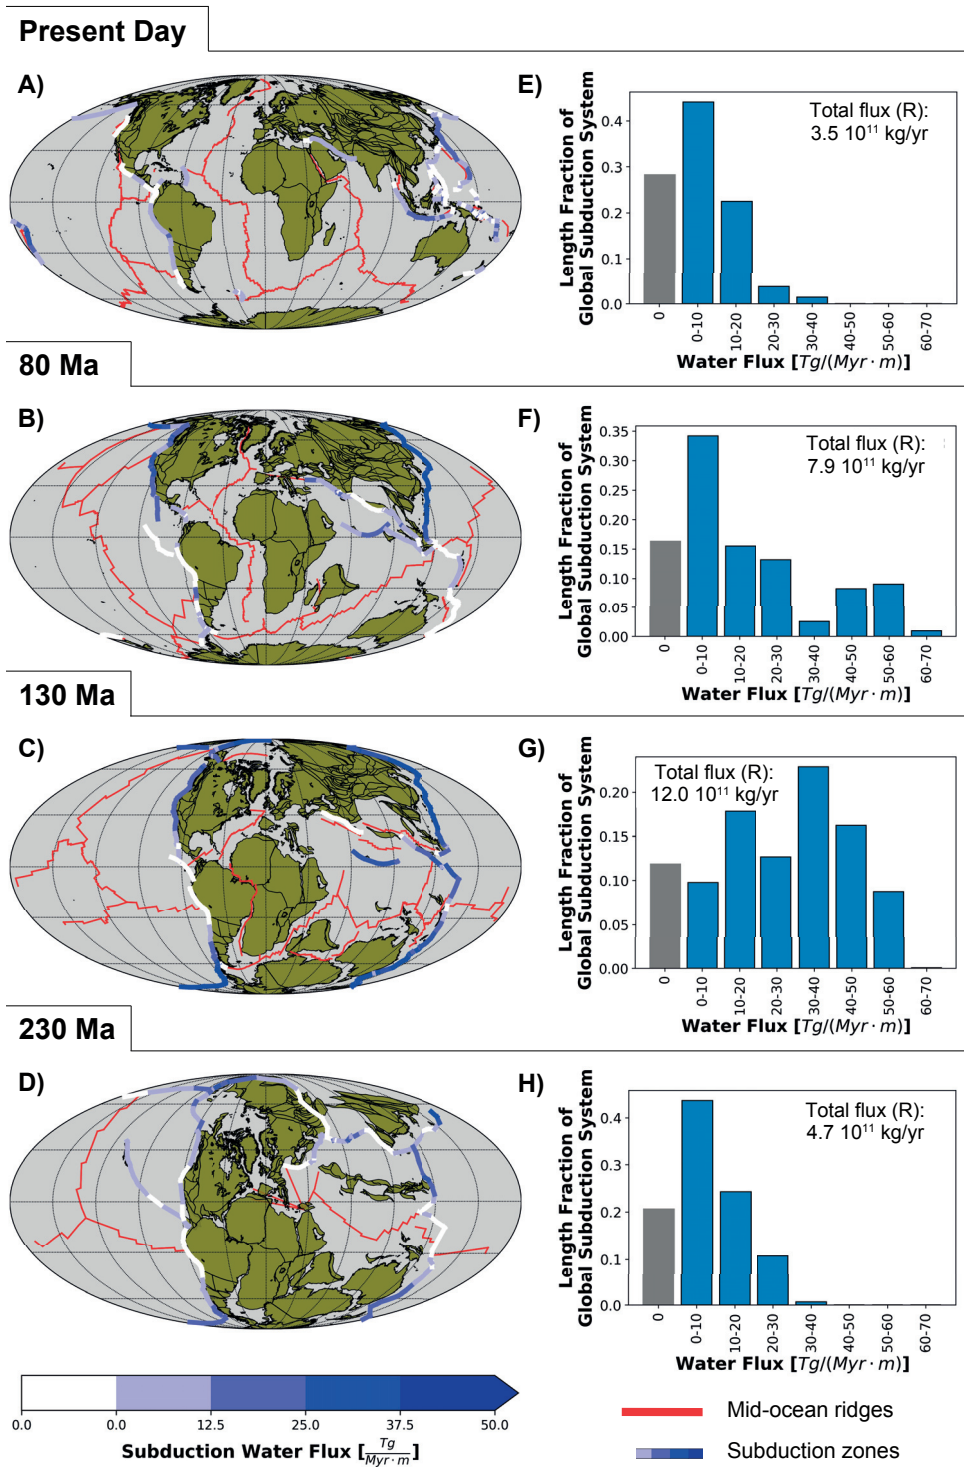 Present Day
A)
E)
Total flux (R):
3.5 10¹¹ kg/yr
Length Fraction of
Global Subduction System
0.4
0.3
0.2
0.1
0.0
0
0-10
10-20
20-30
30-40
40-50
50-60
60-70
Water Flux [Tg/(Myr · m)]
80 Ma
B)
F)
Total flux (R):
7.9 10¹¹ kg/yr
Length Fraction of
Global Subduction System
0.35
0.30
0.25
0.20
0.15
0.10
0.05
0.00
0
0-10
10-20
20-30
30-40
40-50
50-60
60-70
Water Flux [Tg/(Myr · m)]
130 Ma
C)
G)
Total flux (R):
12.0 10¹¹ kg/yr
Length Fraction of
Global Subduction System
0.20
0.15
0.10
0.05
0.00
0
0-10
10-20
20-30
30-40
40-50
50-60
60-70
Water Flux [Tg/(Myr · m)]
230 Ma
D)
H)
Total flux (R):
4.7 10¹¹ kg/yr
Length Fraction of
Global Subduction System
0.4
0.3
0.2
0.1
0.0
0
0-10
10-20
20-30
30-40
40-50
50-60
60-70
Water Flux [Tg/(Myr · m)]
0.0 0.0 12.5 25.0 37.5 50.0
Subduction Water Flux [Tg/Myr · m]
Mid-ocean ridges
Subduction zones